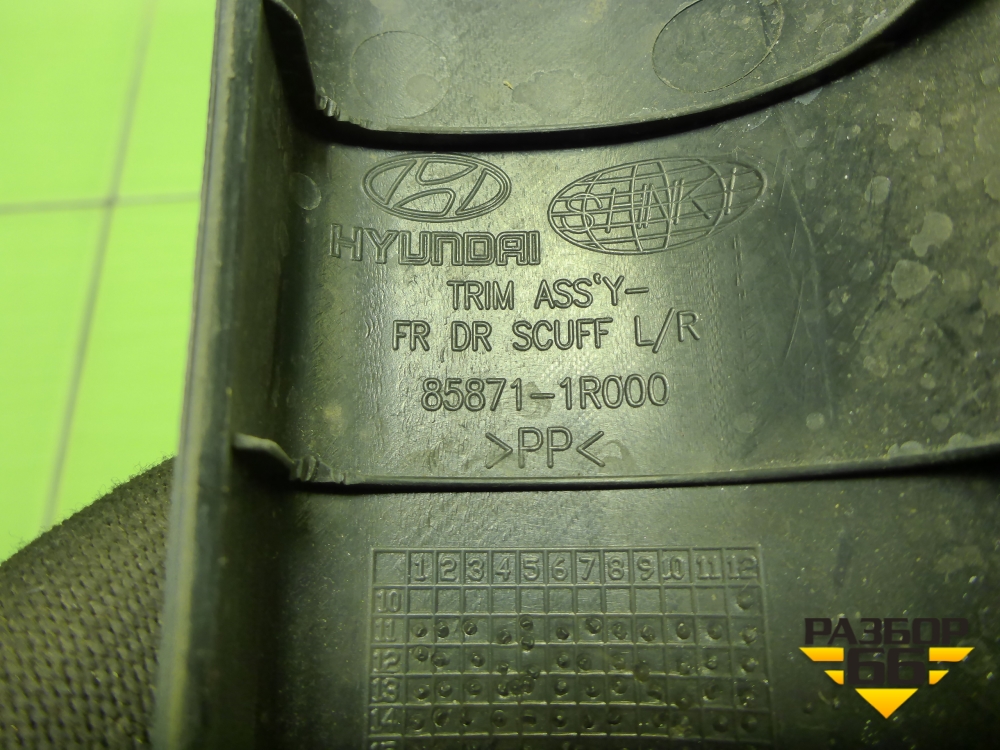 HYUNDAI
TRIM ASS'Y-
FR DR SCUFF L/R
85871-1R000
>PP<
1 2 3 4 5 6 7 8 9 10 11 12
10
11
12
13
14
РАЗБОР
66